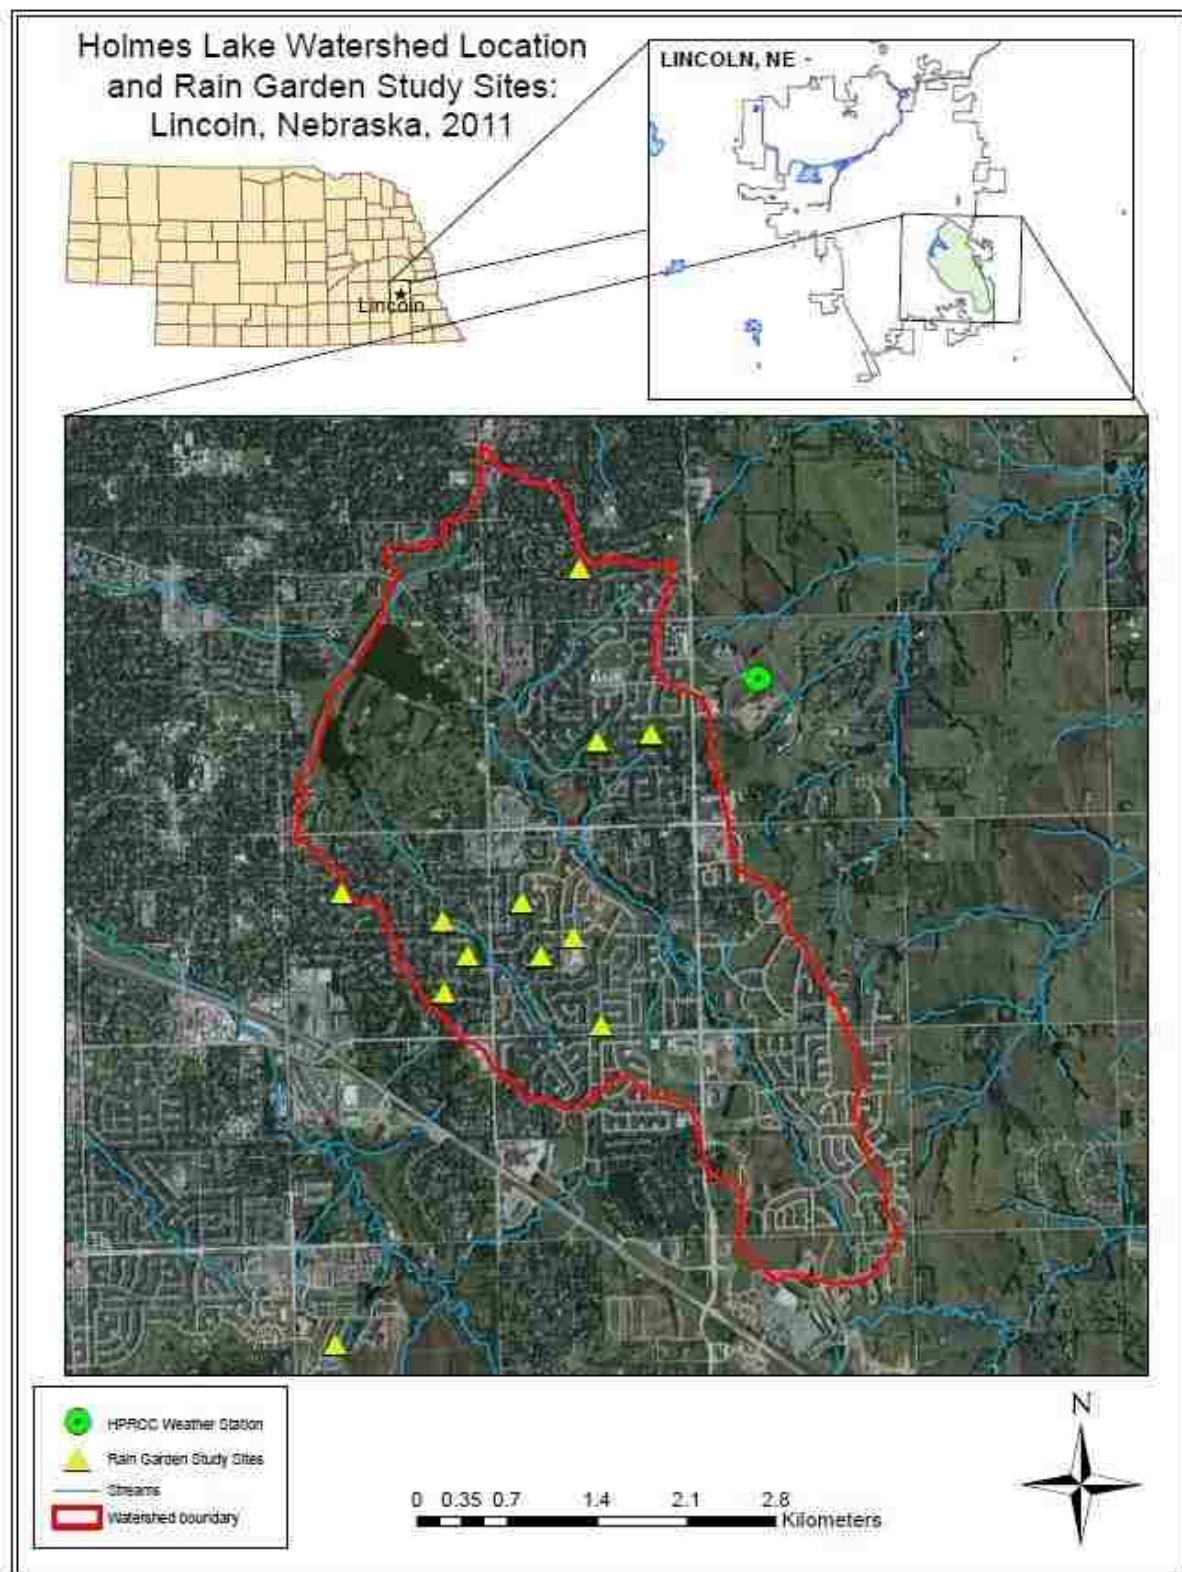 Holmes Lake Watershed Location
and Rain Garden Study Sites:
Lincoln, Nebraska, 2011
LINCOLN, NE
Lincoln
HPRCC Weather Station
Rain Garden Study Sites
Streams
Watershed boundary
0 0.35 0.7 1.4 2.1 2.8
Kilometers
N